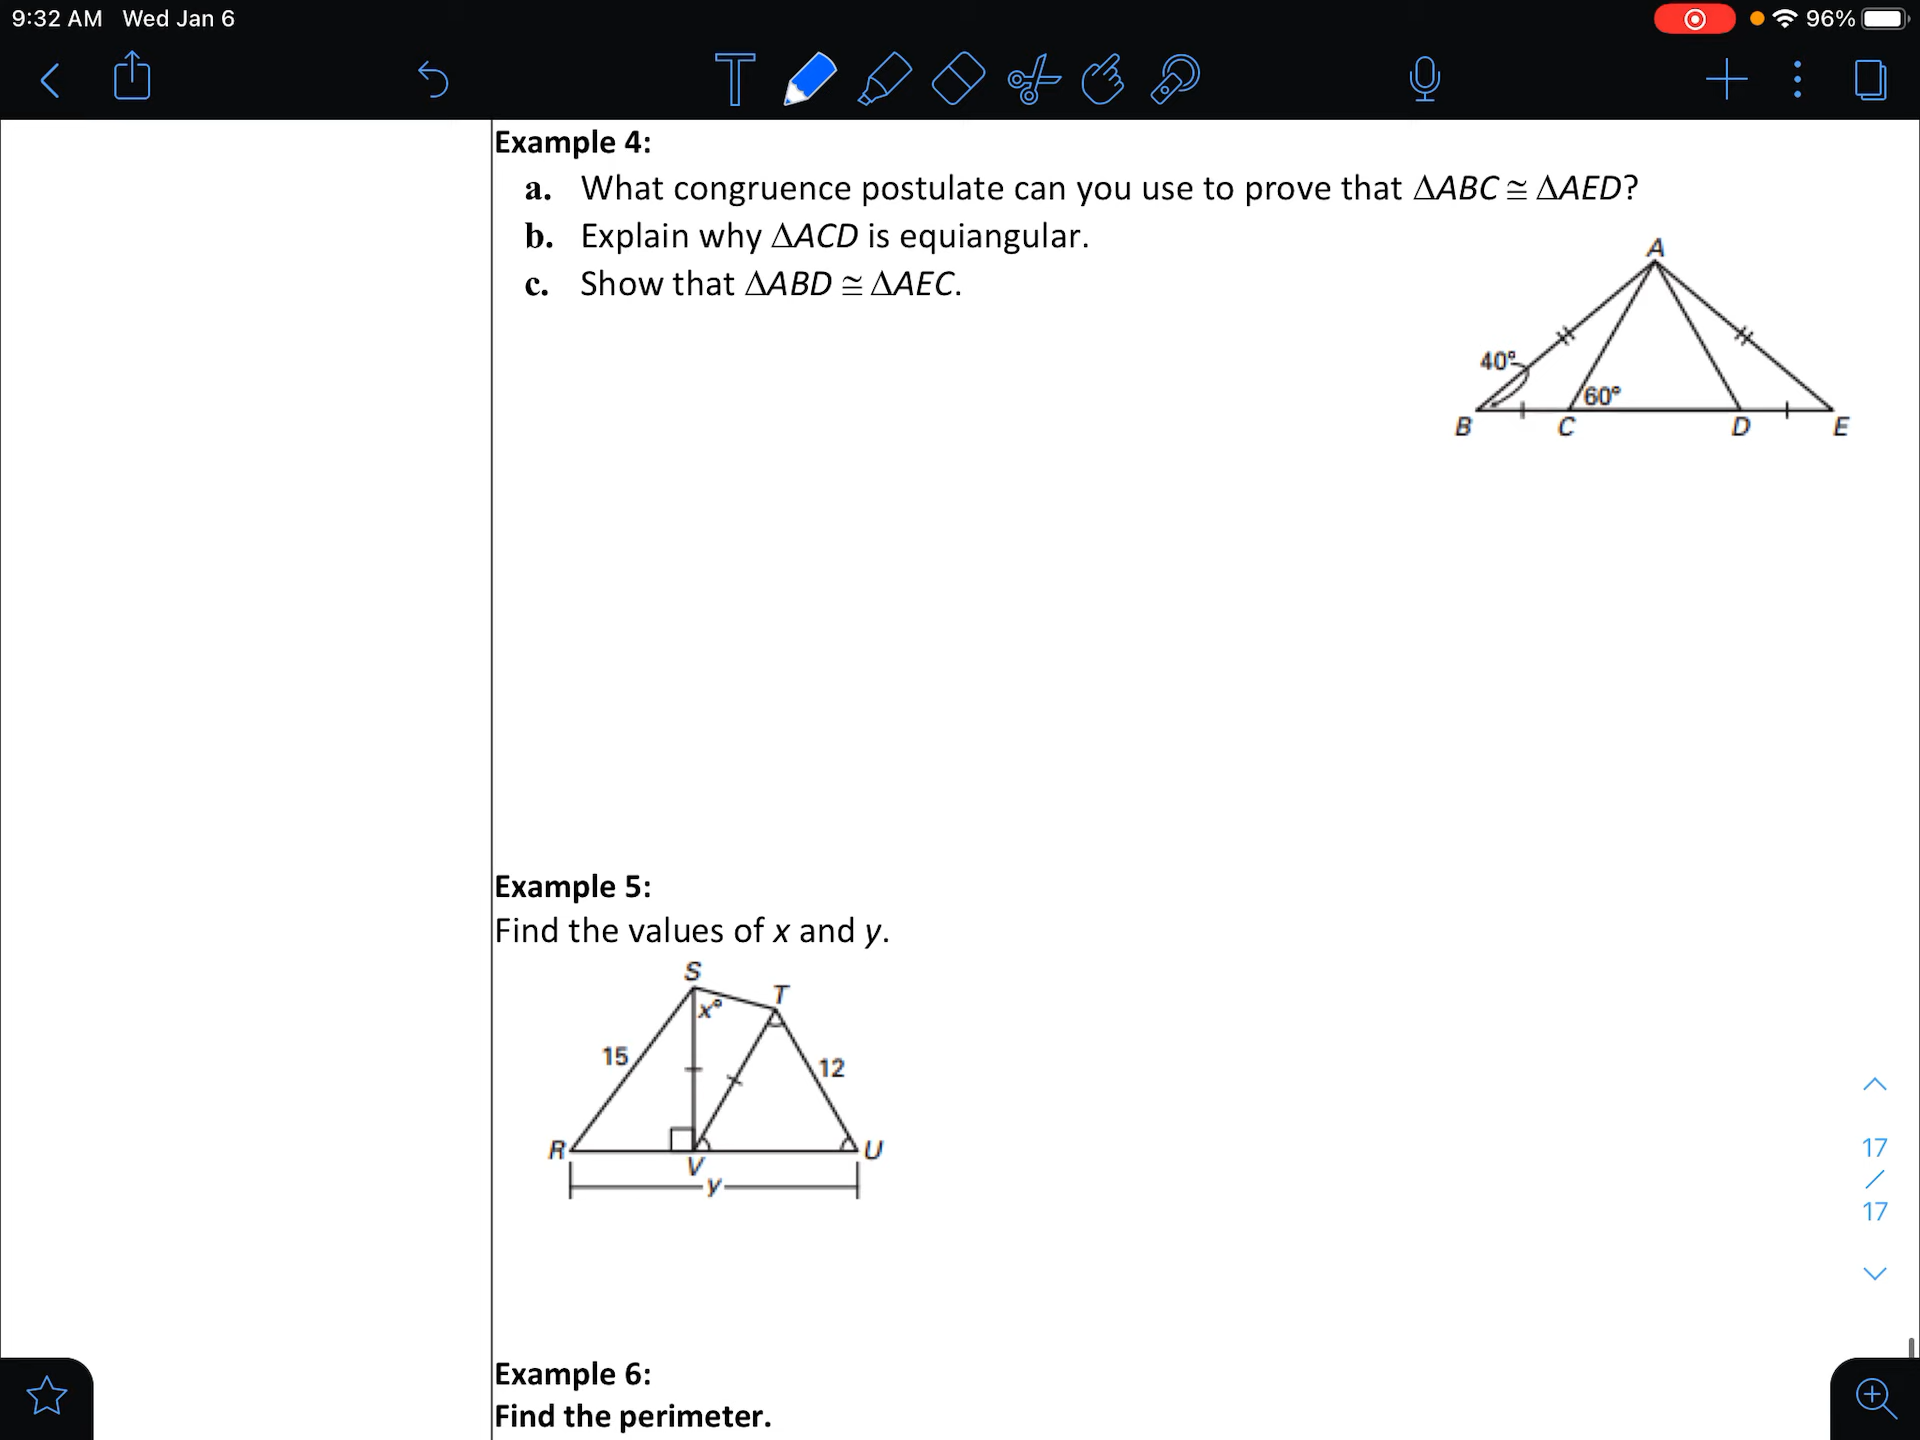 9:32 AM Wed Jan 6
96%
Example 4:
a. What congruence postulate can you use to prove that ΔABC ≅ ΔAED?
b. Explain why ΔACD is equiangular.
c. Show that ΔABD ≅ ΔAEC.
A
40°
60°
B C D E
Example 5:
Find the values of x and y.
S
T
x°
15
12
R V U
y
17
/
17
Example 6:
Find the perimeter.